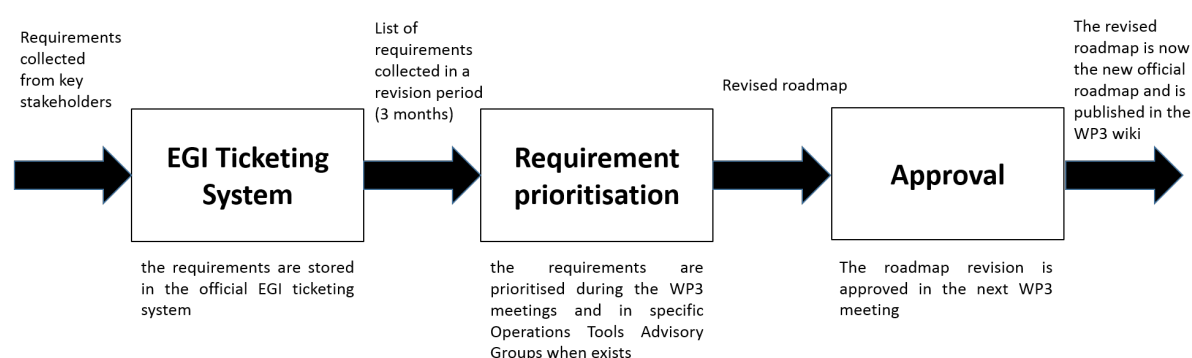 Requirements
collected
from key
stakeholders
EGI Ticketing
System
the requirements are stored
in the official EGI ticketing
system
List of
requirements
collected in a
revision period
(3 months)
Requirement
prioritisation
the requirements are
prioritised during the WP3
meetings and in specific
Operations Tools Advisory
Groups when exists
Revised roadmap
Approval
The roadmap revision is
approved in the next WP3
meeting
The revised
roadmap is now
the new official
roadmap and is
published in the
WP3 wiki